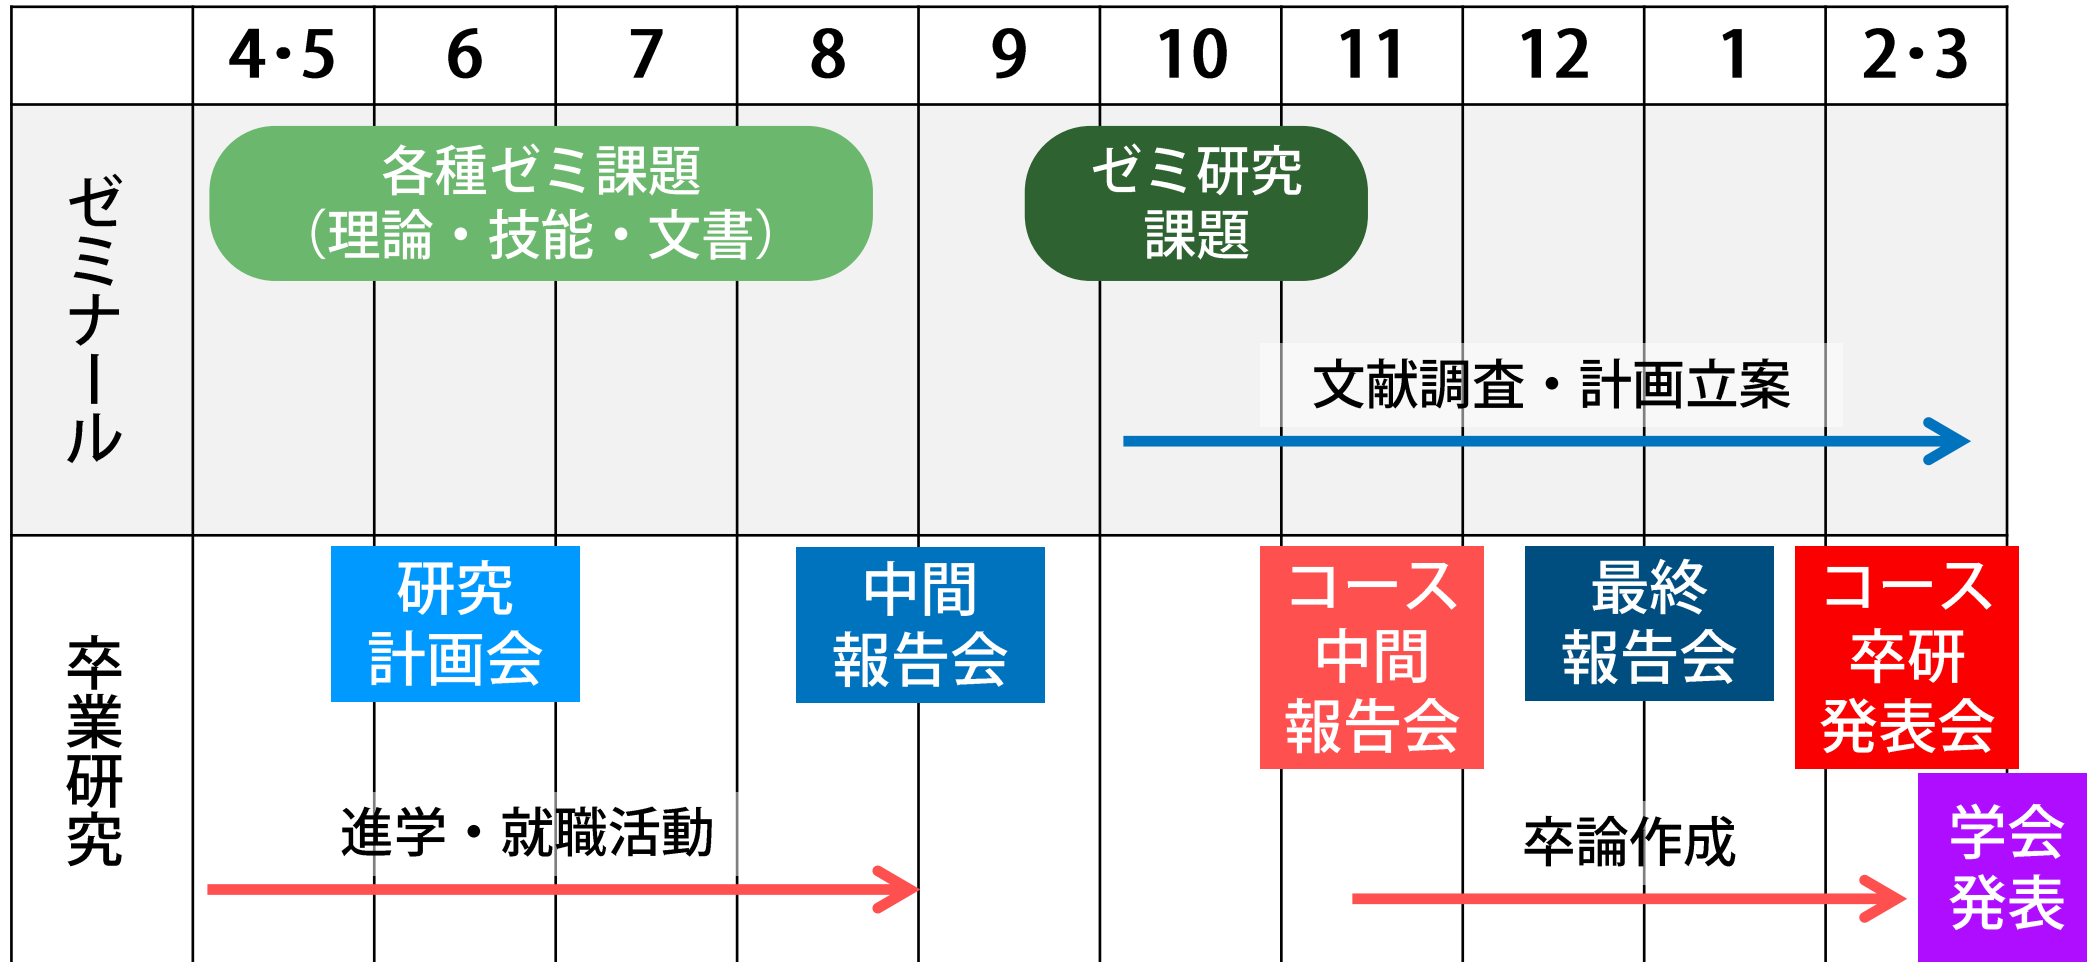 4・5 6 7 8 9 10 11 12 1 2・3
ゼミナール
各種ゼミ課題
（理論・技能・文書）
ゼミ研究
課題
文献調査・計画立案
卒業研究
研究
計画会
中間
報告会
コース
中間
報告会
最終
報告会
コース
卒研
発表会
進学・就職活動
卒論作成
学会
発表